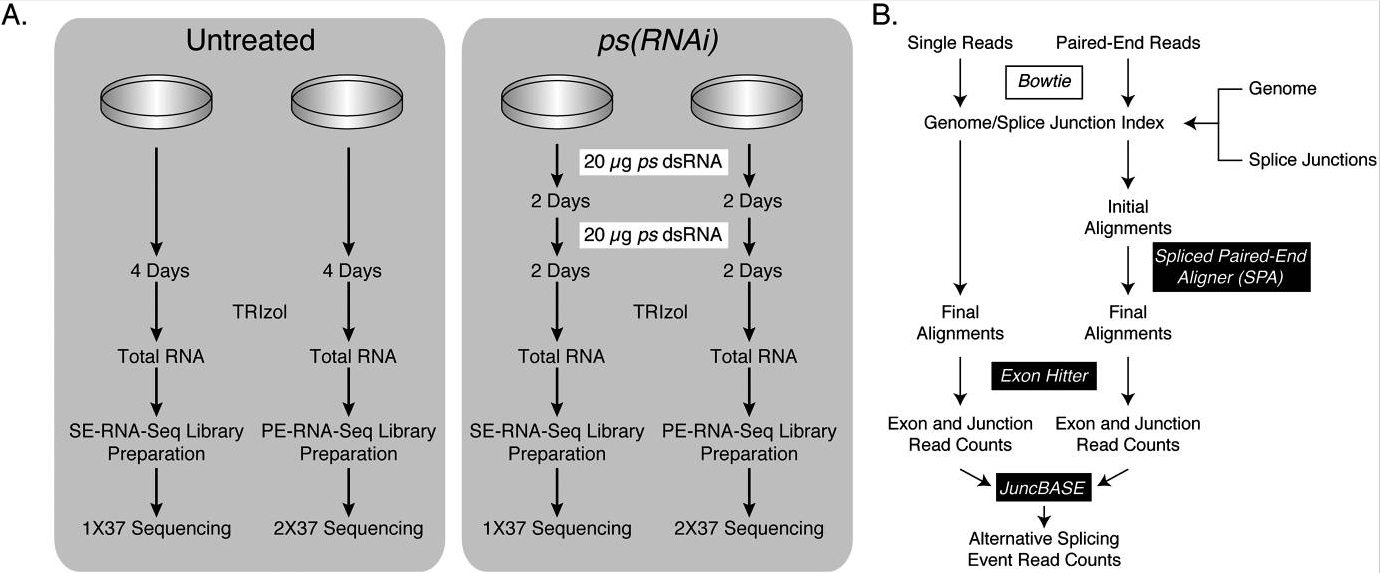 A.
Untreated
4 Days
4 Days
TRIzol
Total RNA
Total RNA
SE-RNA-Seq Library
Preparation
PE-RNA-Seq Library
Preparation
1X37 Sequencing
2X37 Sequencing
ps(RNAi)
20 µg ps dsRNA
2 Days
2 Days
20 µg ps dsRNA
2 Days
2 Days
TRIzol
Total RNA
Total RNA
SE-RNA-Seq Library
Preparation
PE-RNA-Seq Library
Preparation
1X37 Sequencing
2X37 Sequencing
B.
Single Reads
Paired-End Reads
Bowtie
Genome
Genome/Splice Junction Index
Splice Junctions
Initial
Alignments
Spliced Paired-End
Aligner (SPA)
Final
Alignments
Final
Alignments
Exon Hitter
Exon and Junction
Read Counts
Exon and Junction
Read Counts
JuncBASE
Alternative Splicing
Event Read Counts